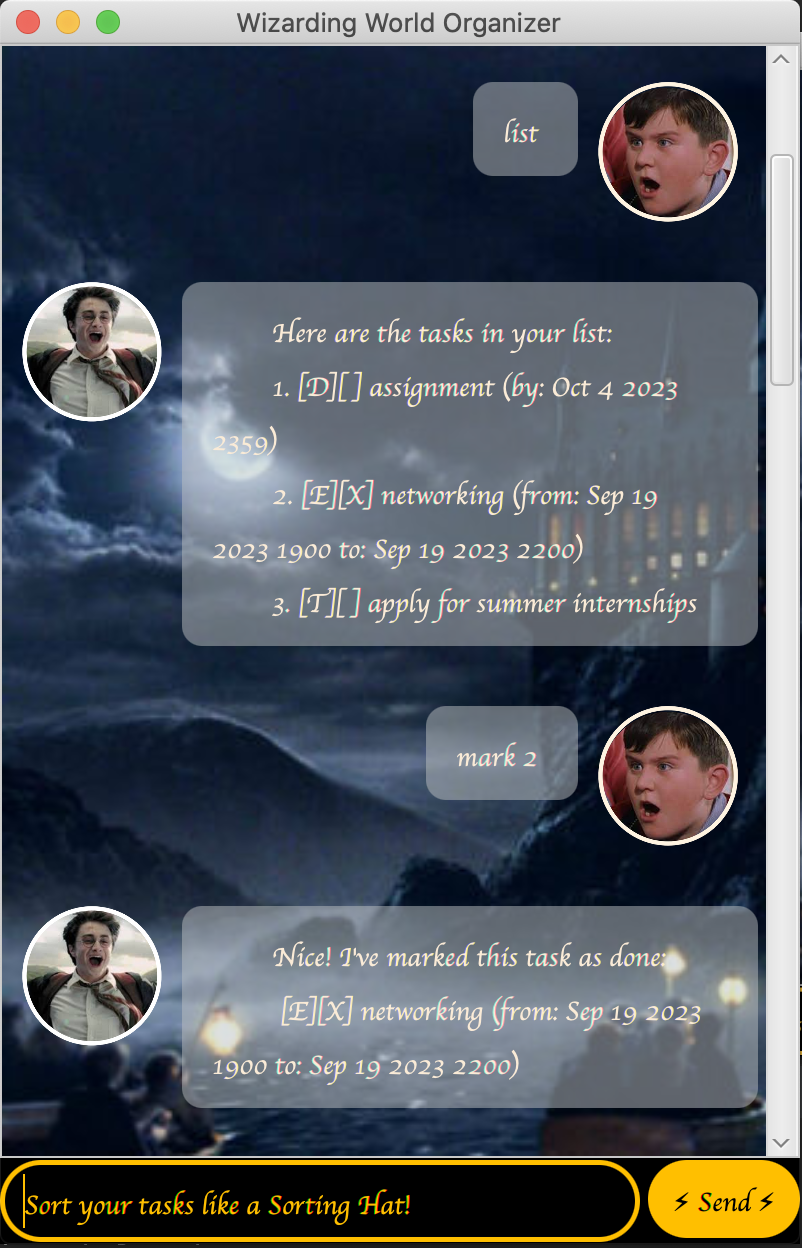 Wizarding World Organizer
list
Here are the tasks in your list:
1. [D][ ] assignment (by: Oct 4 2023
2359)
2. [E][X] networking (from: Sep 19
2023 1900 to: Sep 19 2023 2200)
3. [T][ ] apply for summer internships
mark 2
Nice! I've marked this task as done:
[E][X] networking (from: Sep 19 2023
1900 to: Sep 19 2023 2200)
Sort your tasks like a Sorting Hat!
⚡ Send ⚡